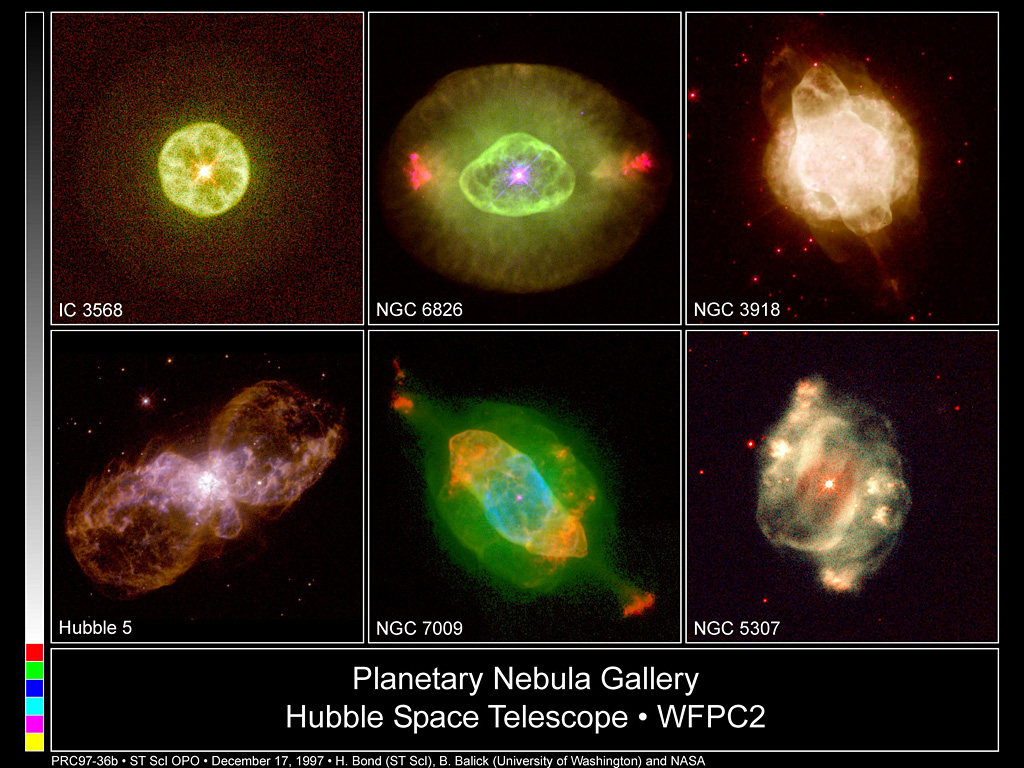 IC 3568
NGC 6826
NGC 3918
Hubble 5
NGC 7009
NGC 5307
Planetary Nebula Gallery
Hubble Space Telescope • WFPC2
PRC97-36b • ST ScI OPO • December 17, 1997 • H. Bond (ST ScI), B. Balick (University of Washington) and NASA